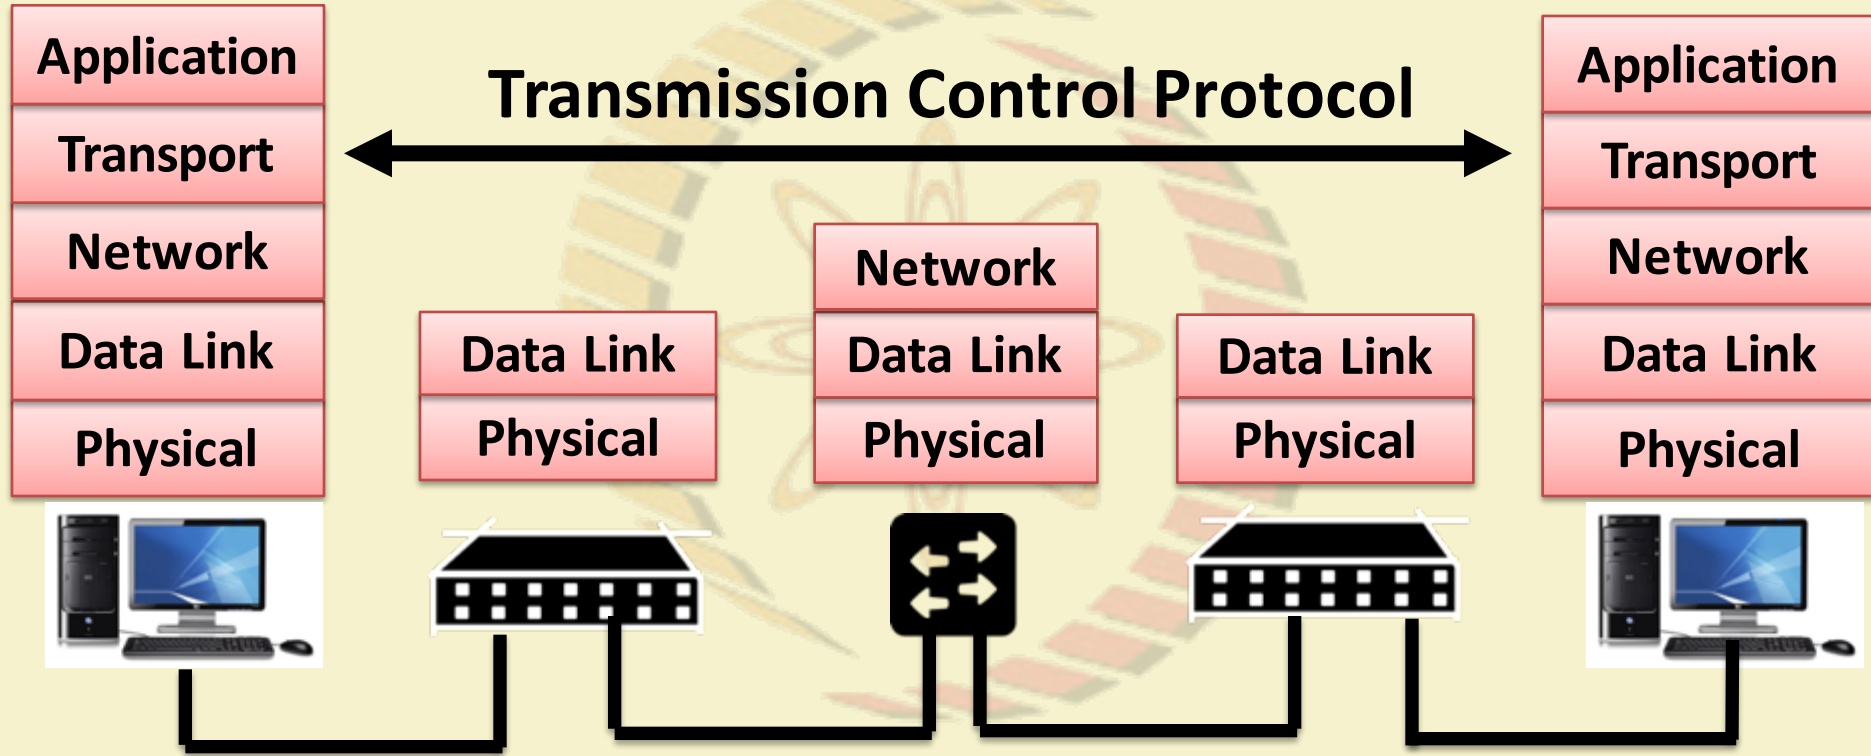 Transmission Control Protocol
Application
Transport
Network
Data Link
Physical
Data Link
Physical
Network
Data Link
Physical
Data Link
Physical
Application
Transport
Network
Data Link
Physical